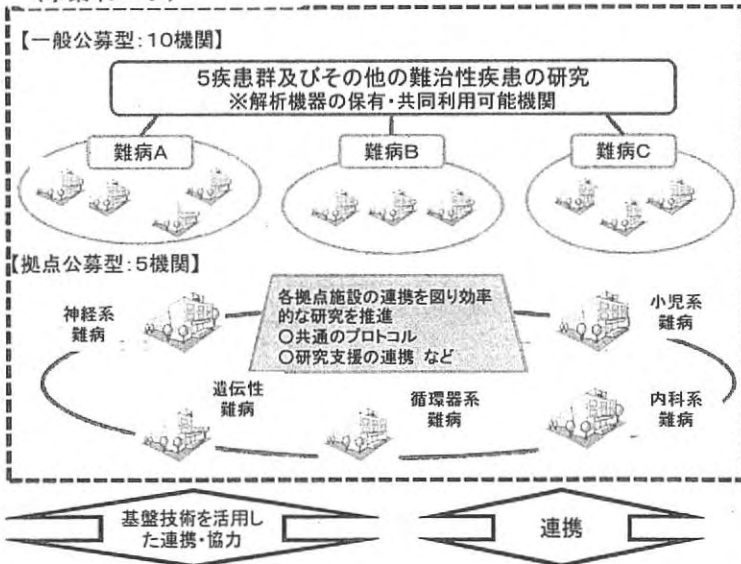 【一般公募型:10機関】
5疾患群及びその他の難治性疾患の研究
※解析機器の保有・共同利用可能機関
難病A
難病B
難病C
【拠点公募型:5機関】
神経系
難病
各拠点施設の連携を図り効率
的な研究を推進
○共通のプロトコル
○研究支援の連携 など
小児系
難病
遺伝性
難病
循環器系
難病
内科系
難病
基盤技術を活用し
た連携・協力
連携